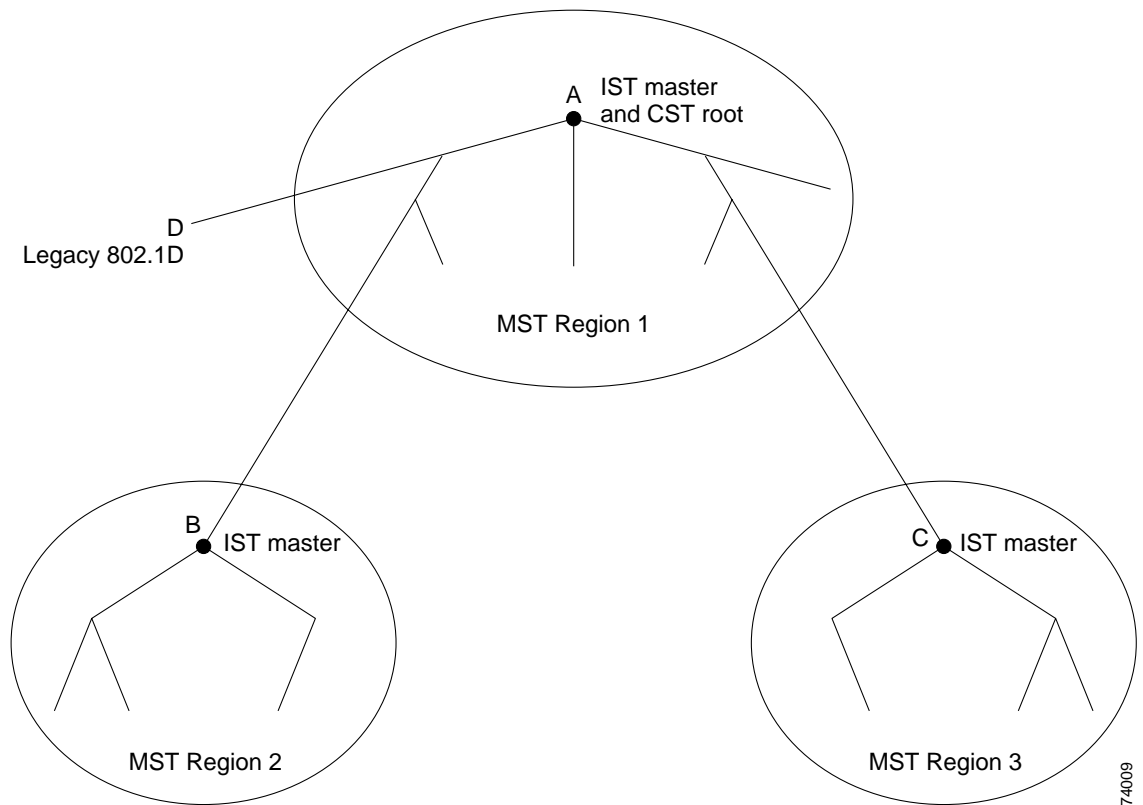 A
IST master
and CST root
D
Legacy 802.1D
MST Region 1
B
IST master
C
IST master
MST Region 2
MST Region 3
74009